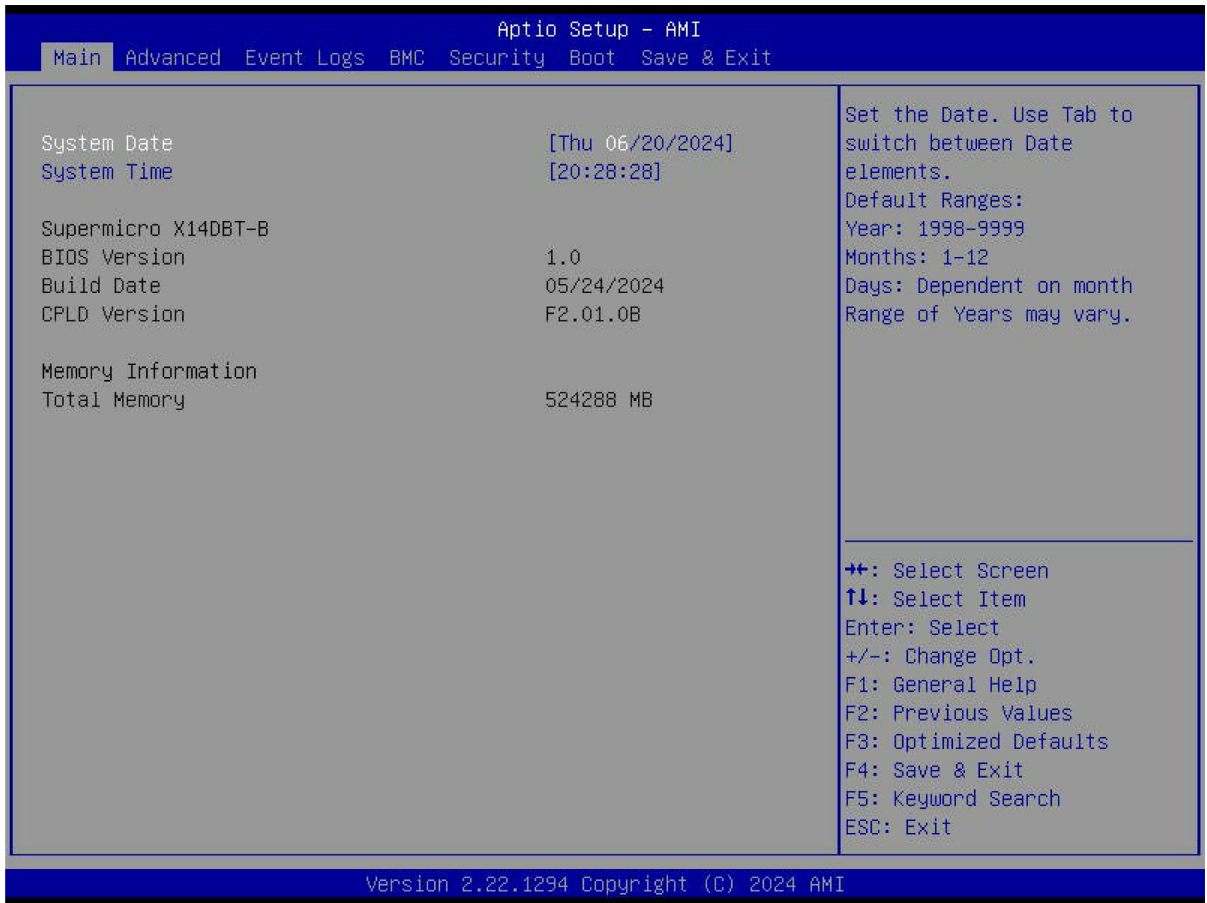 Aptio Setup – AMI
Main Advanced Event Logs BMC Security Boot Save & Exit
System Date [Thu 06/20/2024]
System Time [20:28:28]
Supermicro X14DBT-B
BIOS Version 1.0
Build Date 05/24/2024
CPLD Version F2.01.0B
Memory Information
Total Memory 524288 MB
Set the Date. Use Tab to
switch between Date
elements.
Default Ranges:
Year: 1998-9999
Months: 1-12
Days: Dependent on month
Range of Years may vary.
→←: Select Screen
↑↓: Select Item
Enter: Select
+/-: Change Opt.
F1: General Help
F2: Previous Values
F3: Optimized Defaults
F4: Save & Exit
F5: Keyword Search
ESC: Exit
Version 2.22.1294 Copyright (C) 2024 AMI